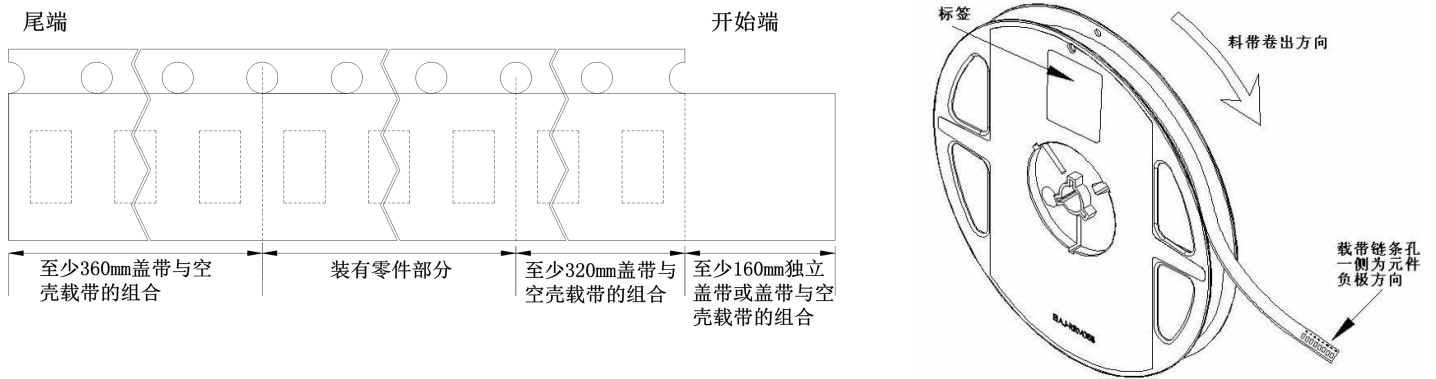 尾端
开始端
至少360mm盖带与空
壳载带的组合
装有零件部分
至少320mm盖带与
空壳载带的组合
至少160mm独立
盖带或盖带与空
壳载带的组合
标签
料带卷出方向
载带链条孔
一侧为元件
负极方向